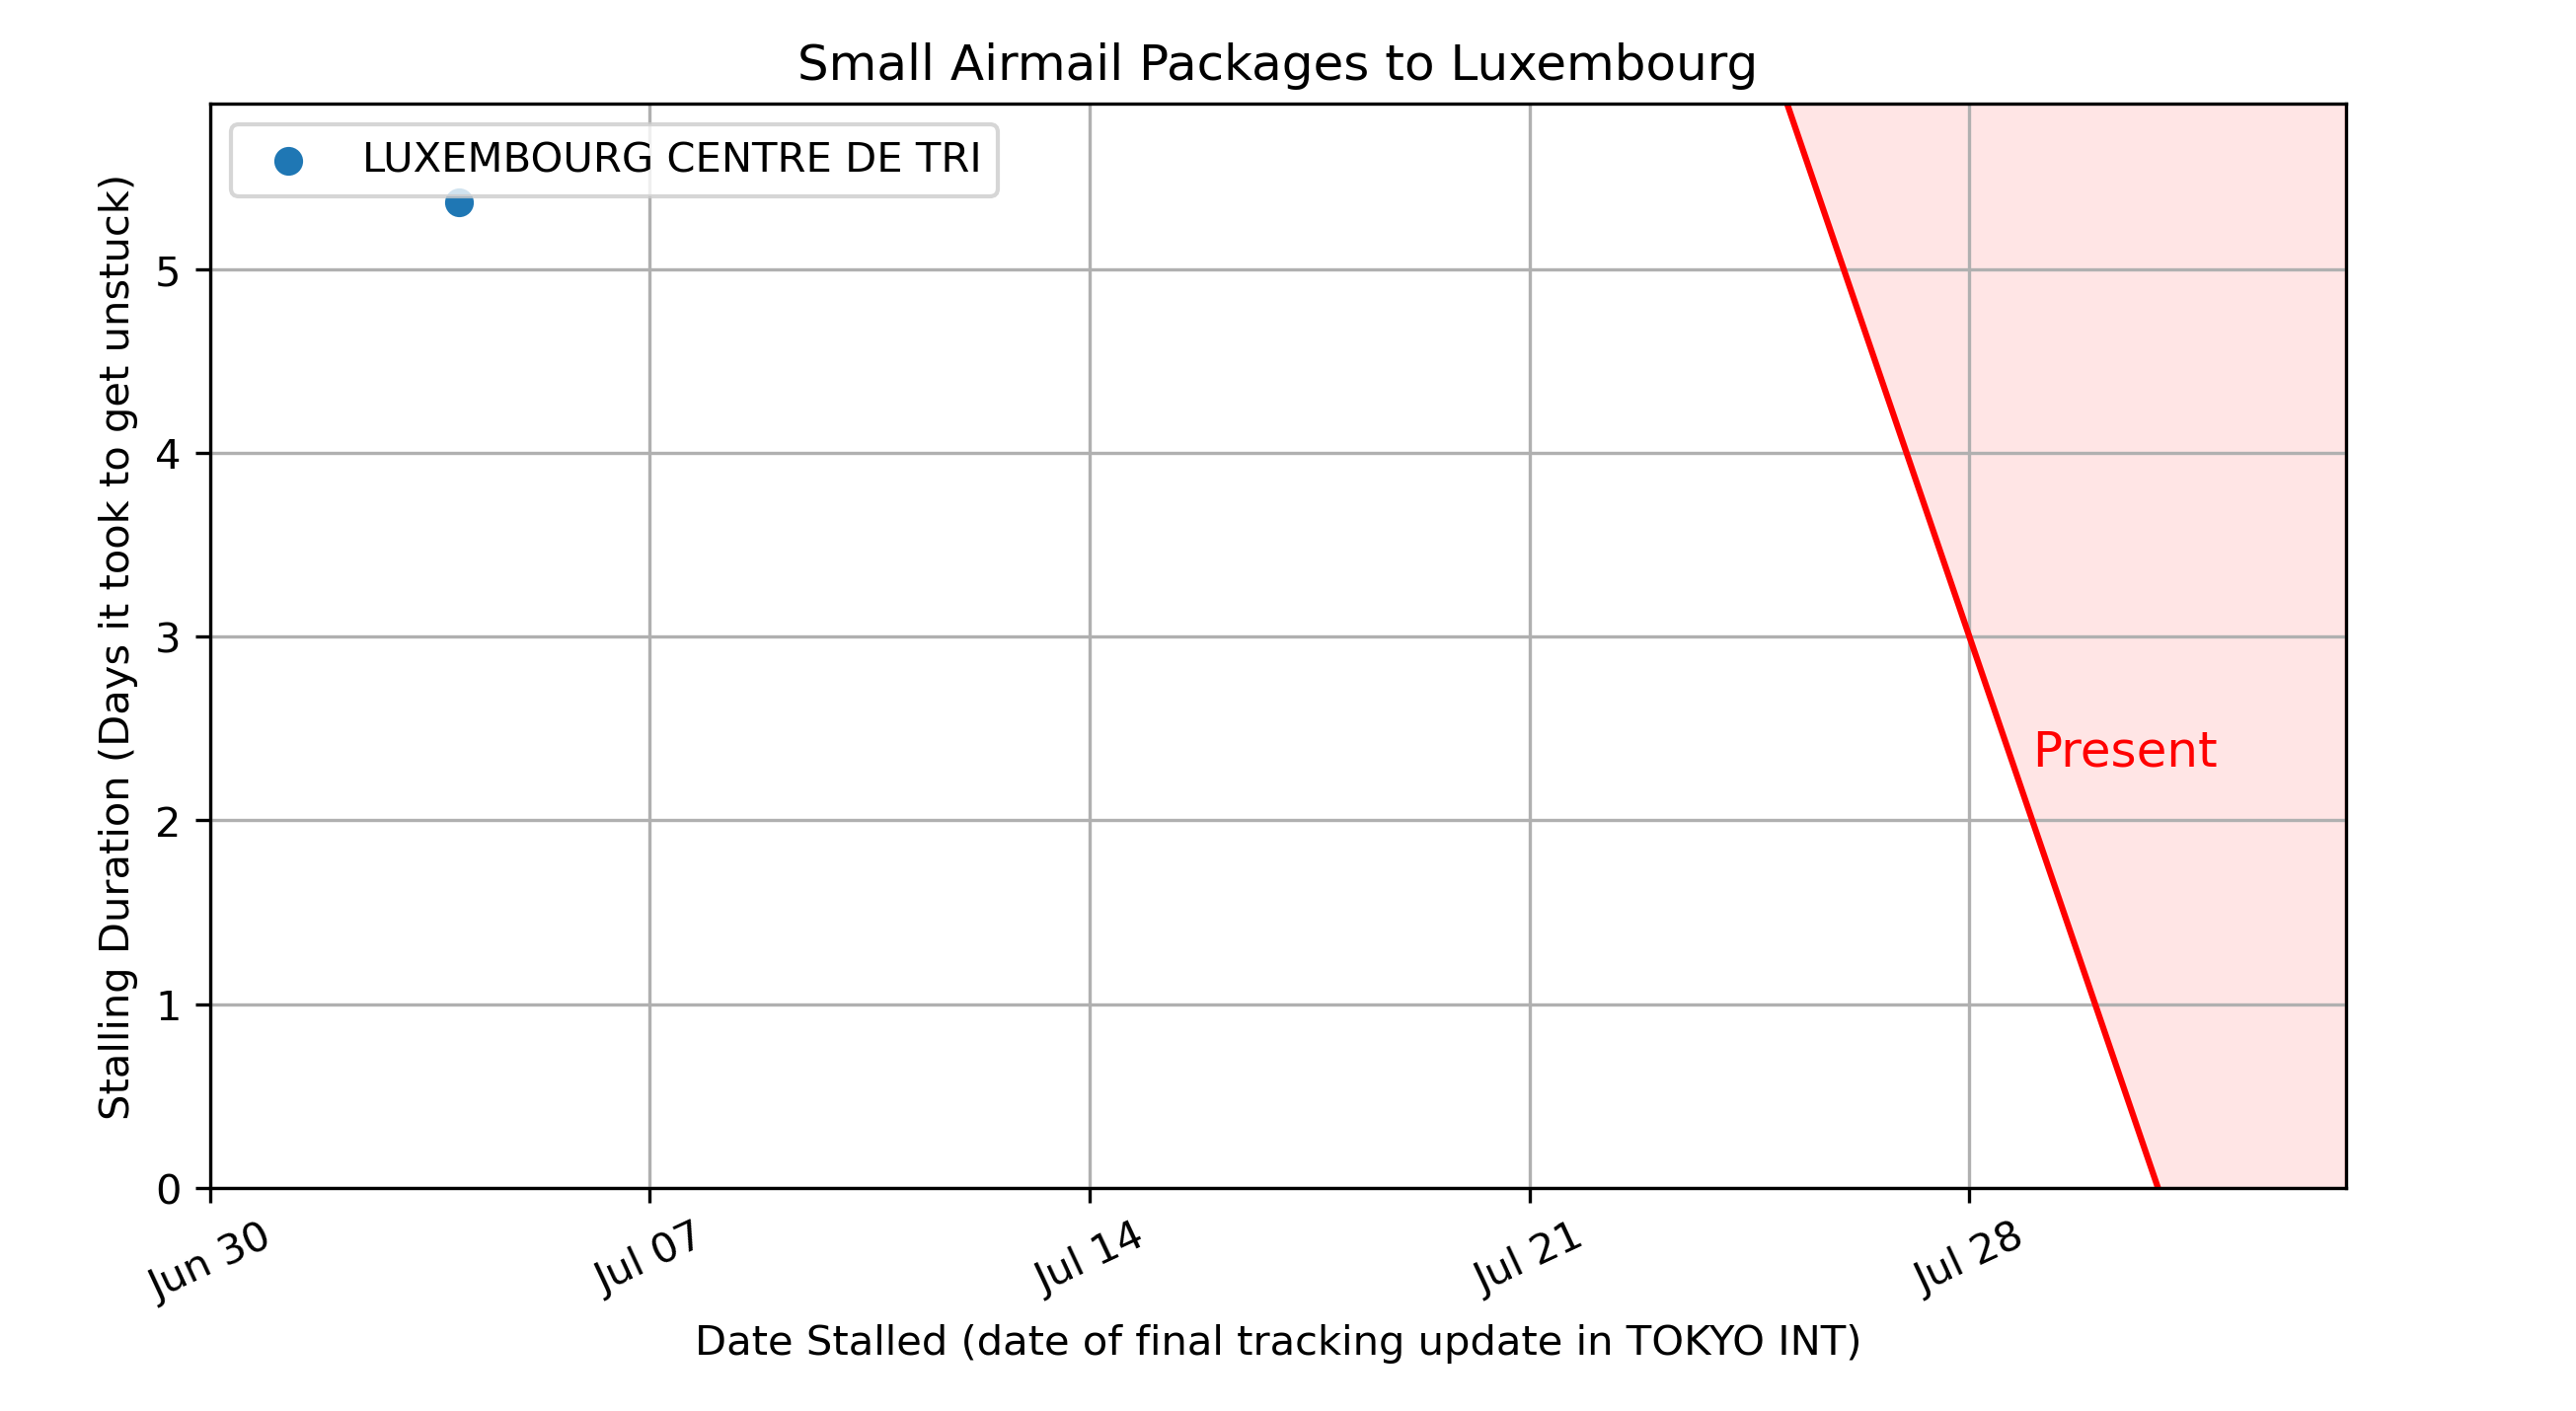 Small Airmail Packages to Luxembourg
LUXEMBOURG CENTRE DE TRI
Stalling Duration (Days it took to get unstuck)
5
4
3
2
1
0
Present
Jun 30
Jul 07
Jul 14
Jul 21
Jul 28
Date Stalled (date of final tracking update in TOKYO INT)